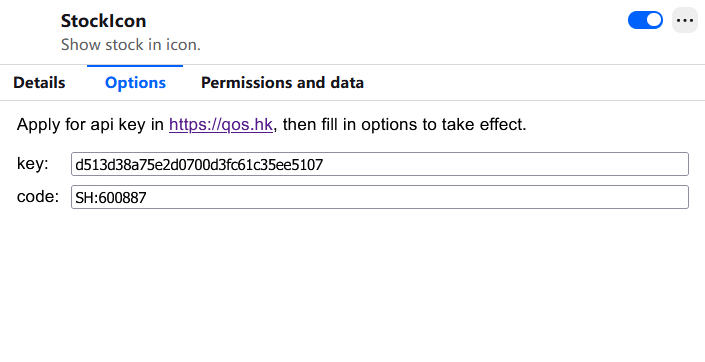 StockIcon
Show stock in icon.
Details Options Permissions and data
Apply for api key in https://qos.hk, then fill in options to take effect.
key: d513d38a75e2d0700d3fc61c35ee5107
code: SH:600887